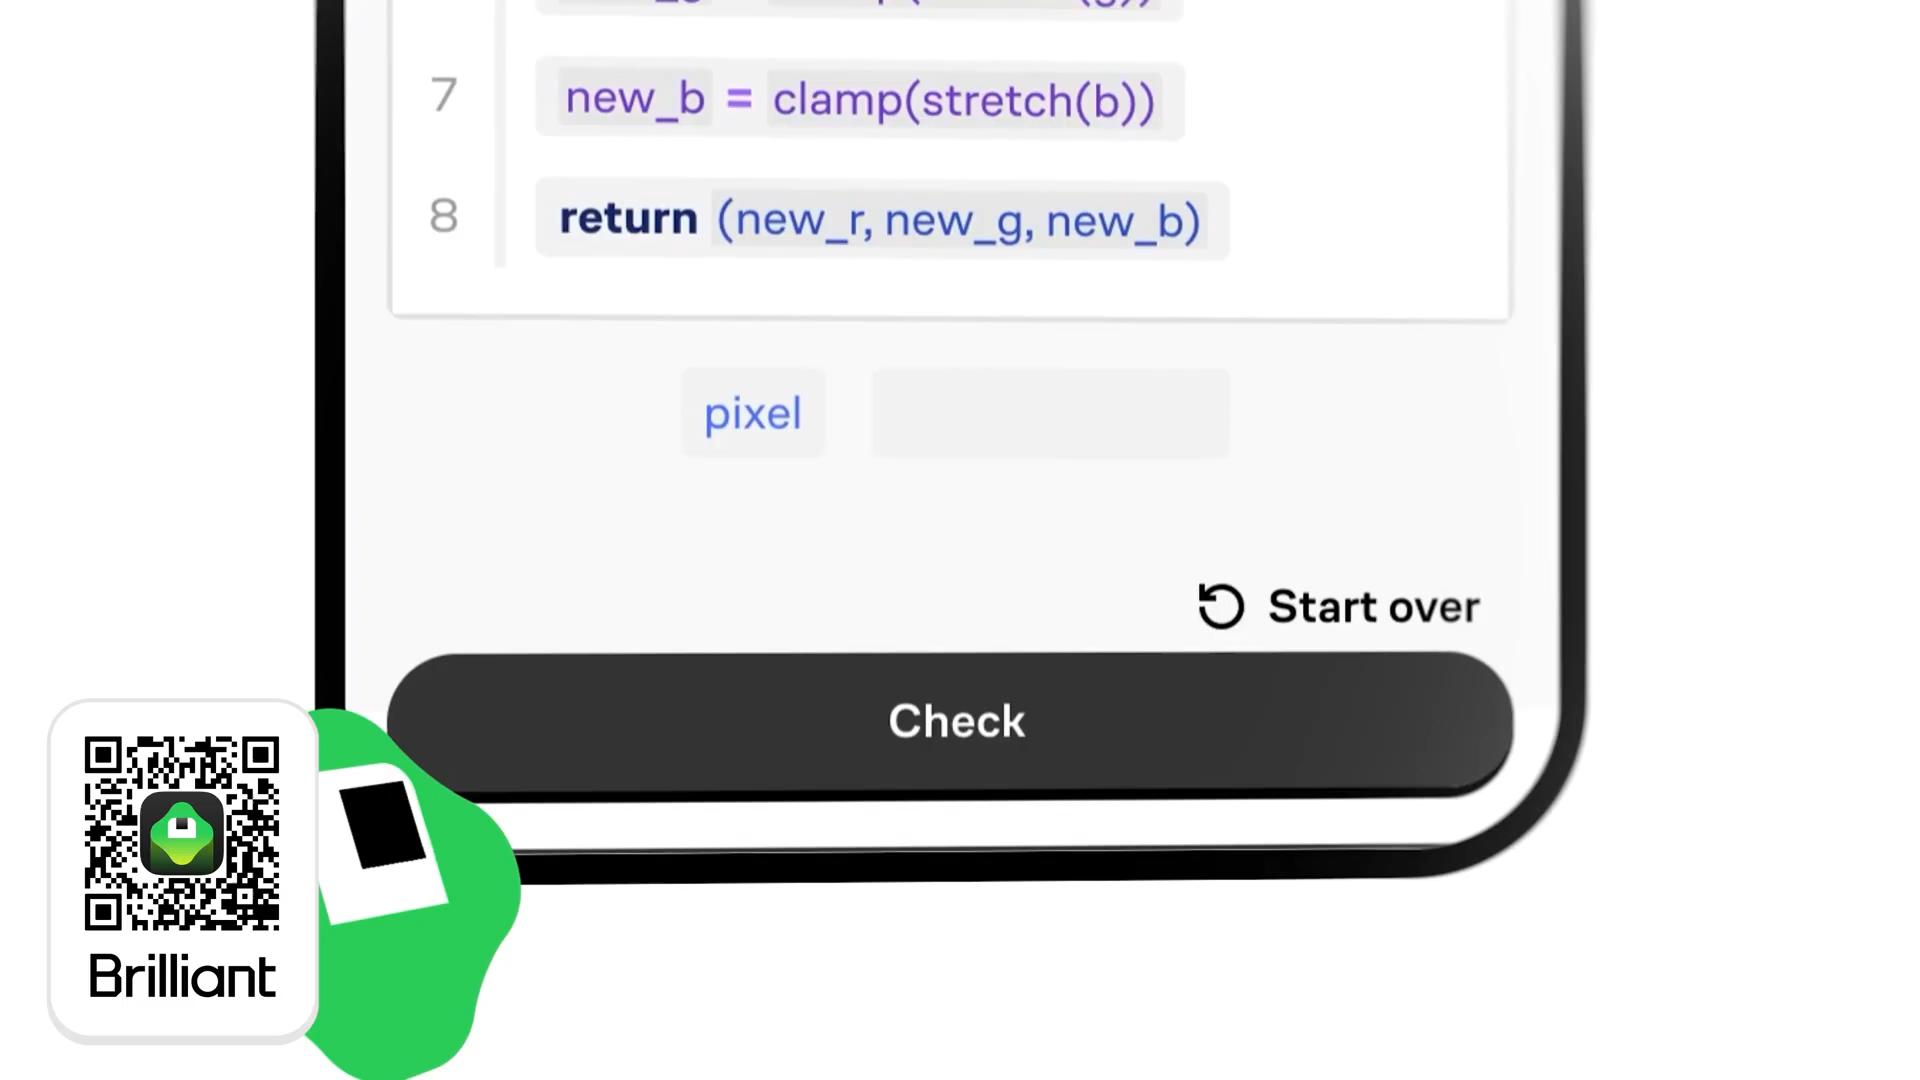 7 new_b = clamp(stretch(b))
8 return (new_r, new_g, new_b)
pixel
Start over
Check
Brilliant